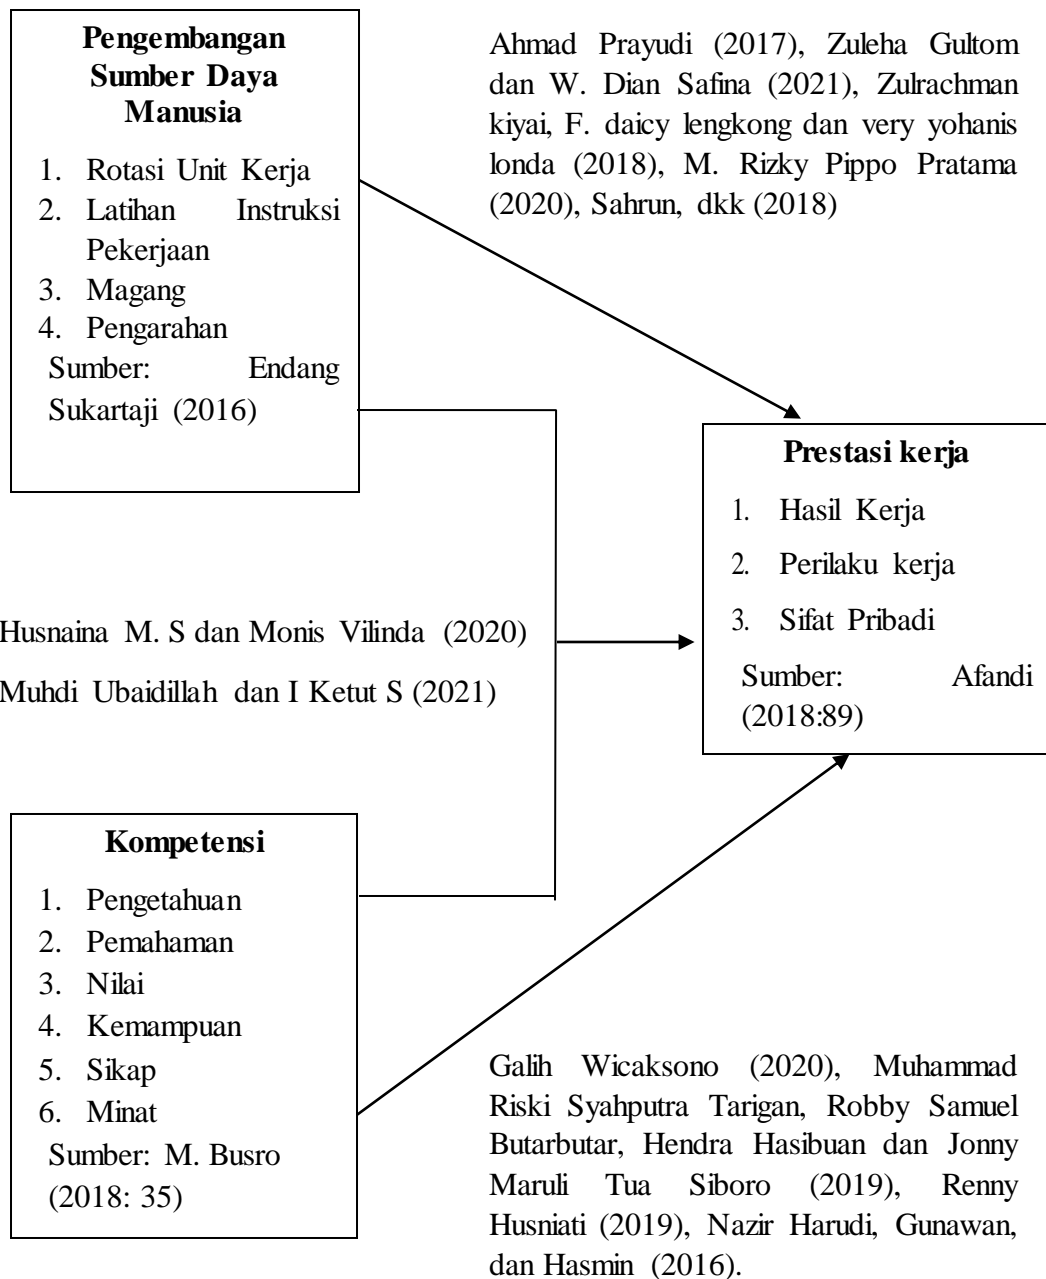 Pengembangan
Sumber Daya
Manusia
1. Rotasi Unit Kerja
2. Latihan Instruksi
Pekerjaan
3. Magang
4. Pengarahan
Sumber: Endang
Sukartaji (2016)
Ahmad Prayudi (2017), Zuleha Gultom
dan W. Dian Safina (2021), Zulrachman
kiyai, F. daicy lengkong dan very yohanis
londa (2018), M. Rizky Pippo Pratama
(2020), Sahrun, dkk (2018)
Prestasi kerja
1. Hasil Kerja
2. Perilaku kerja
3. Sifat Pribadi
Sumber: Afandi
(2018:89)
Husnaina M. S dan Monis Vilinda (2020)
Muhdi Ubaidillah dan I Ketut S (2021)
Kompetensi
1. Pengetahuan
2. Pemahaman
3. Nilai
4. Kemampuan
5. Sikap
6. Minat
Sumber: M. Busro
(2018: 35)
Galih Wicaksono (2020), Muhammad
Riski Syahputra Tarigan, Robby Samuel
Butarbutar, Hendra Hasibuan dan Jonny
Maruli Tua Siboro (2019), Renny
Husniati (2019), Nazir Harudi, Gunawan,
dan Hasmin (2016).